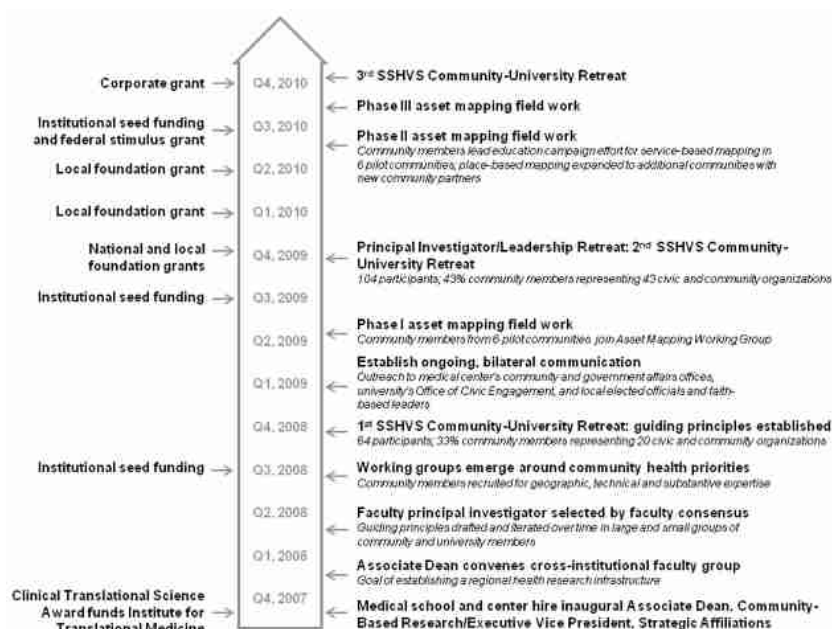 Corporate grant
Q4, 2010
3rd SSHVS Community-University Retreat
Phase III asset mapping field work
Institutional seed funding
and federal stimulus grant
Q3, 2010
Phase II asset mapping field work
Community members lead education campaign effort for service-based mapping in
6 pilot communities; place-based mapping expanded to additional communities with
new community partners
Local foundation grant
Q2, 2010
Local foundation grant
Q1, 2010
National and local
foundation grants
Q4, 2009
Principal Investigator/Leadership Retreat: 2nd SSHVS Community-
University Retreat
104 participants; 43% community members representing 43 civic and community organizations
Institutional seed funding
Q3, 2009
Phase I asset mapping field work
Community members from 6 pilot communities join Asset Mapping Working Group
Q2, 2009
Establish ongoing, bilateral communication
Outreach to medical center's community and government affairs offices,
university's Office of Civic Engagement, and local elected officials and faith-
based leaders
Q1, 2009
Q4, 2008
1st SSHVS Community-University Retreat: guiding principles established
64 participants; 33% community members representing 20 civic and community organizations
Institutional seed funding
Q3, 2008
Working groups emerge around community health priorities
Community members recruited for geographic, technical and substantive expertise
Q2, 2008
Faculty principal investigator selected by faculty consensus
Guiding principles drafted and iterated over time in large and small groups of
community and university members
Q1, 2008
Associate Dean convenes cross-institutional faculty group
Goal of establishing a regional health research infrastructure
Clinical Translational Science
Award funds Institute for
Translational Medicine
Q4, 2007
Medical school and center hire inaugural Associate Dean, Community-
Based Research/Executive Vice President, Strategic Affiliations